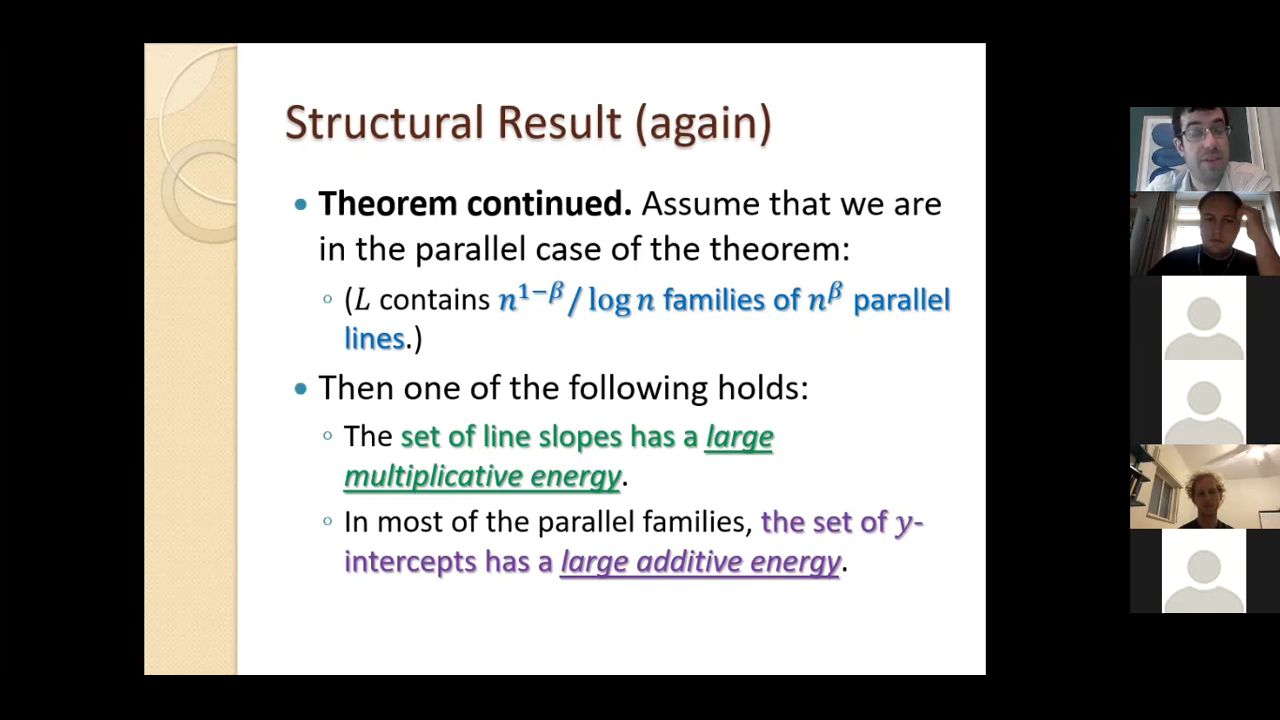 Structural Result (again)
• Theorem continued. Assume that we are
in the parallel case of the theorem:
◦ (L contains n^{1−β}/ log n families of n^β parallel
lines.)
• Then one of the following holds:
◦ The set of line slopes has a large
multiplicative energy.
◦ In most of the parallel families, the set of y-
intercepts has a large additive energy.